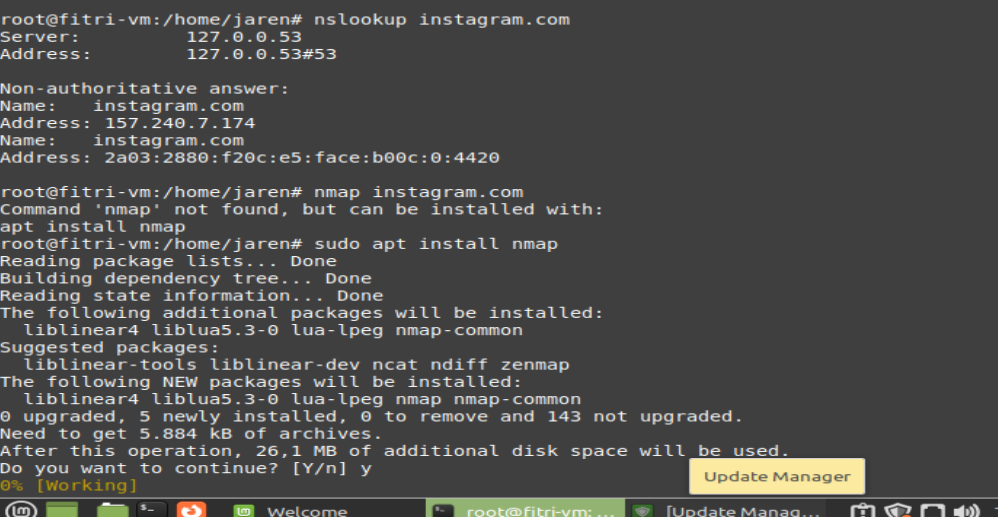 root@fitri-vm:/home/jaren# nslookup instagram.com
Server:         127.0.0.53
Address:        127.0.0.53#53

Non-authoritative answer:
Name:   instagram.com
Address: 157.240.7.174
Name:   instagram.com
Address: 2a03:2880:f20c:e5:face:b00c:0:4420

root@fitri-vm:/home/jaren# nmap instagram.com
Command 'nmap' not found, but can be installed with:
apt install nmap
root@fitri-vm:/home/jaren# sudo apt install nmap
Reading package lists... Done
Building dependency tree... Done
Reading state information... Done
The following additional packages will be installed:
  liblinear4 liblua5.3-0 lua-lpeg nmap-common
Suggested packages:
  liblinear-tools liblinear-dev ncat ndiff zenmap
The following NEW packages will be installed:
  liblinear4 liblua5.3-0 lua-lpeg nmap nmap-common
0 upgraded, 5 newly installed, 0 to remove and 143 not upgraded.
Need to get 5.884 kB of archives.
After this operation, 26,1 MB of additional disk space will be used.
Do you want to continue? [Y/n] y
0% [Working]
Update Manager
Welcome root@fitri-vm: ... [Update Manag...